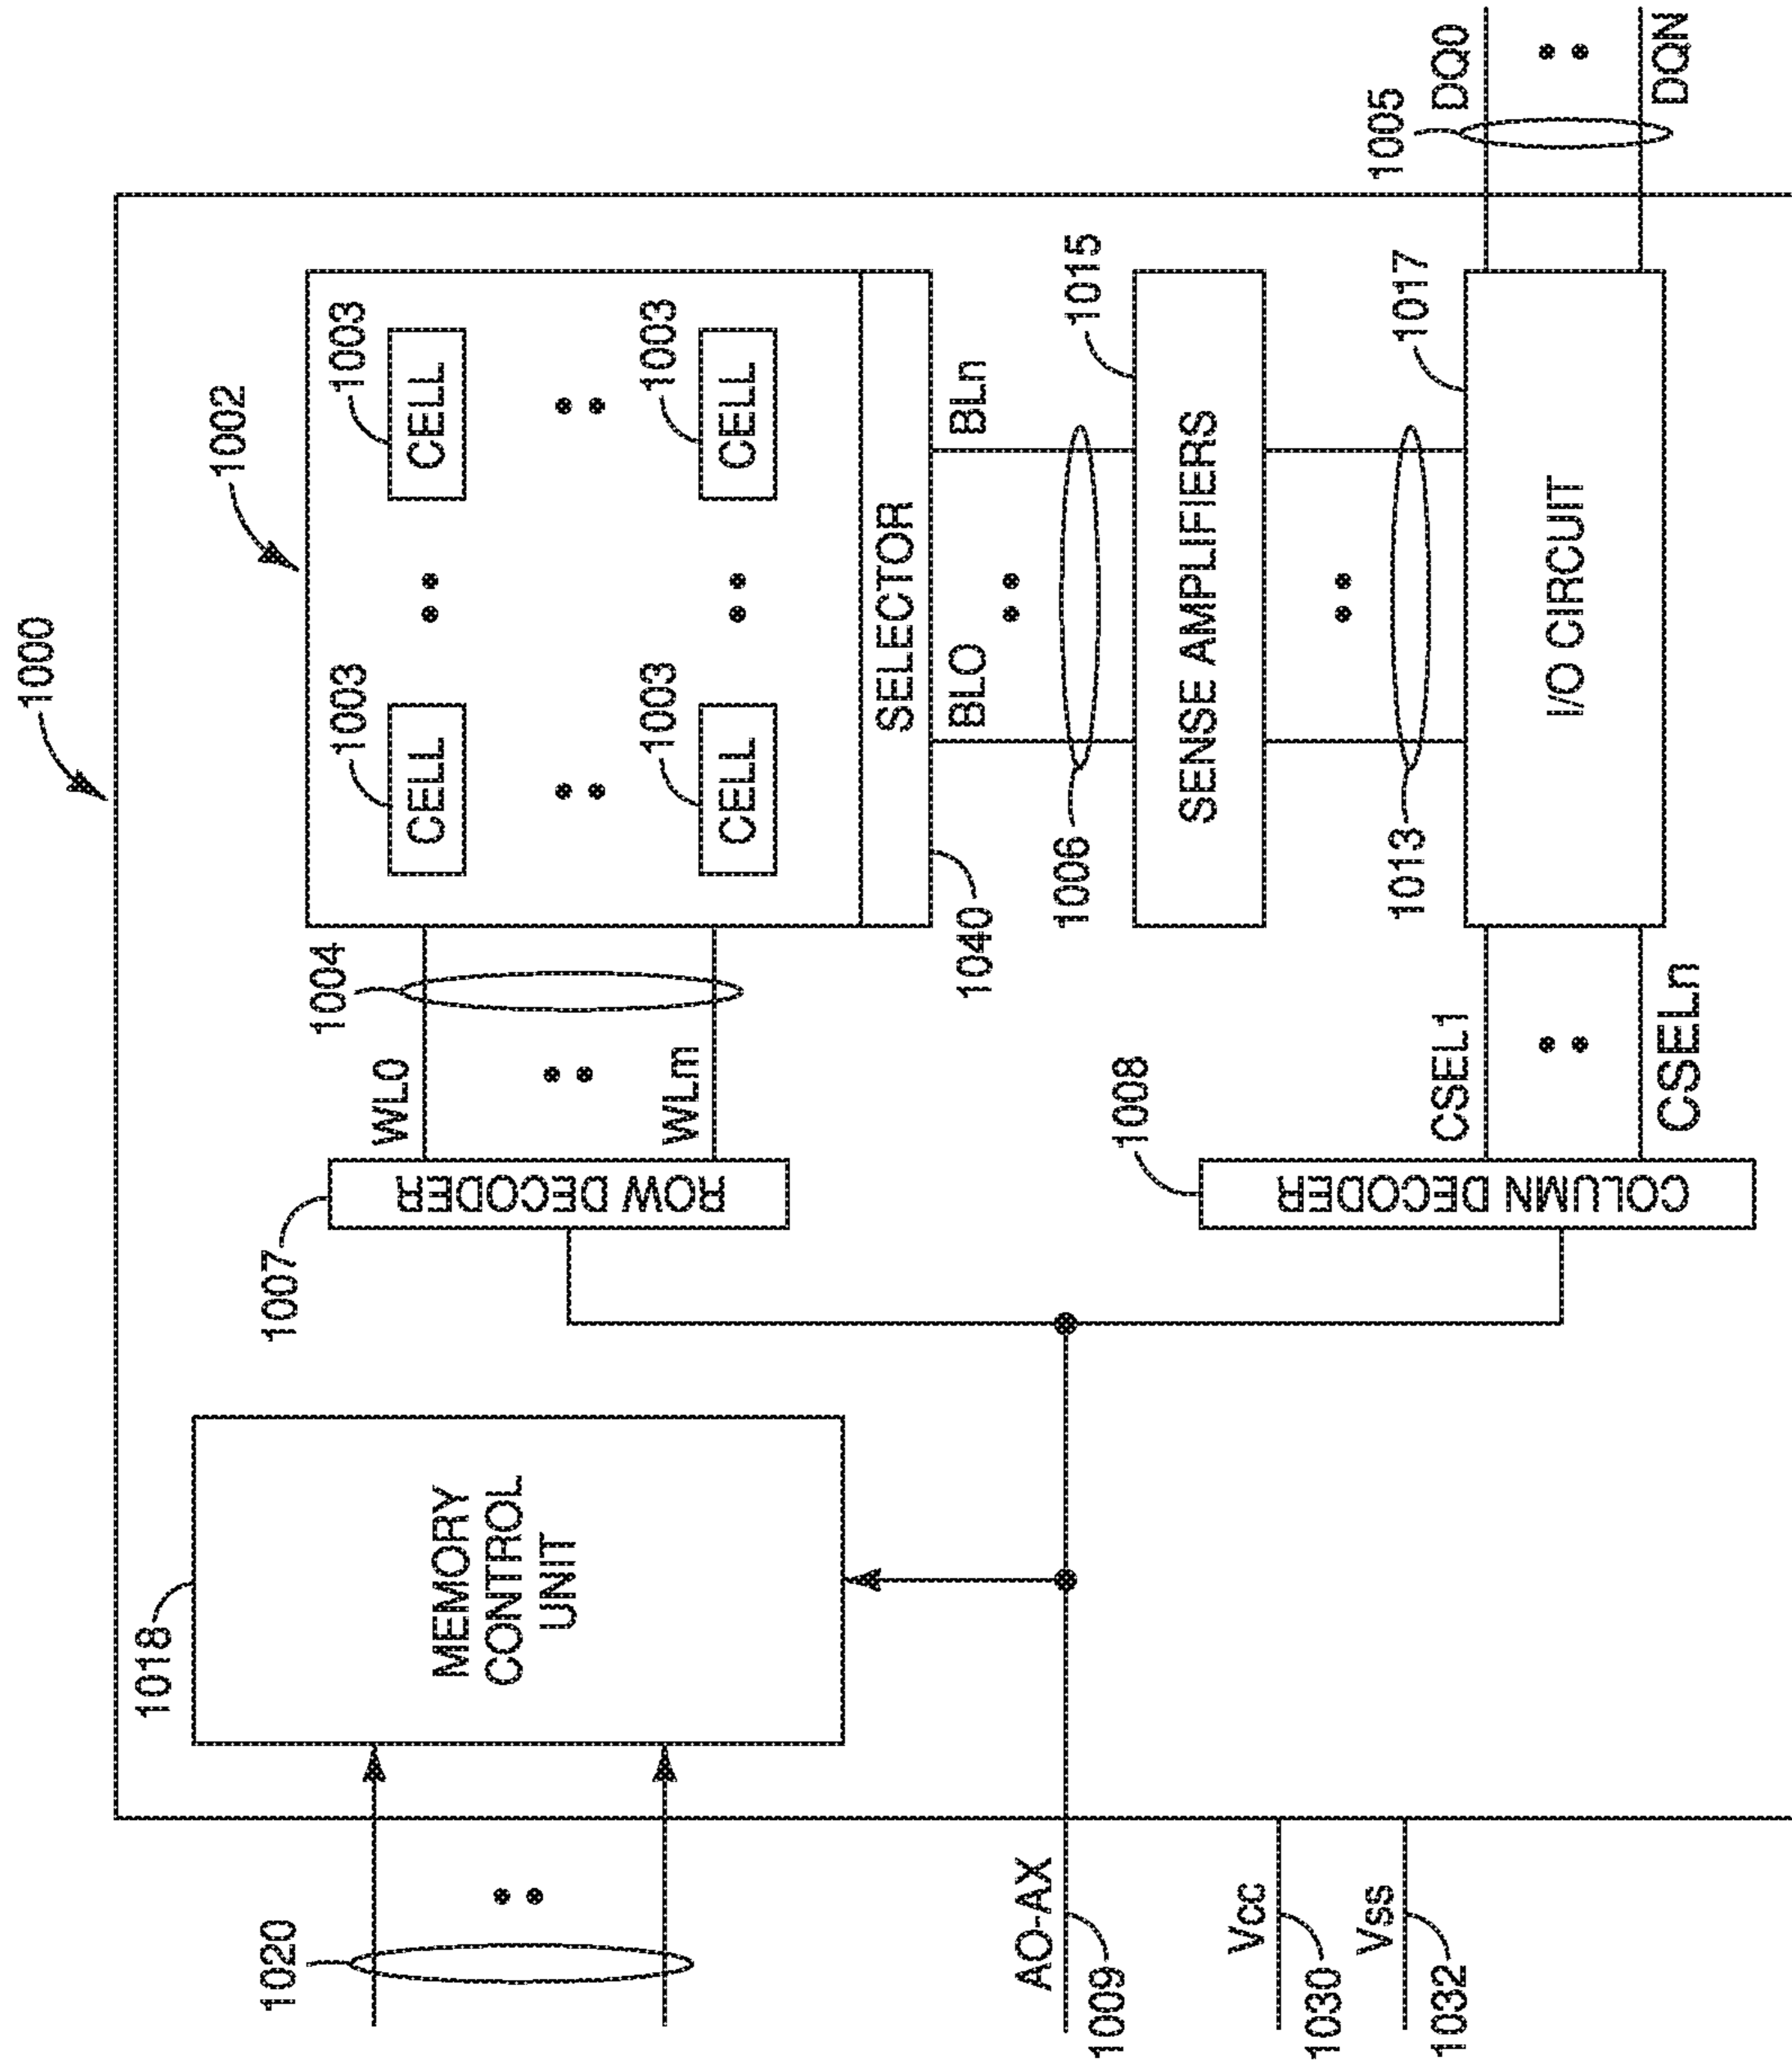 1000
1002
1003
CELL
1003
CELL
1003
CELL
1003
CELL
SELECTOR
1040
1004
WL0
WLm
1007
ROW DECODER
1018
MEMORY
CONTROL
UNIT
1020
BLO
BLn
1006
1015
SENSE AMPLIFIERS
1013
1017
I/O CIRCUIT
1005
DQ0
DQN
1008
COLUMN DECODER
CSEL1
CSELn
AO-AX
1009
Vcc
1030
Vss
1032